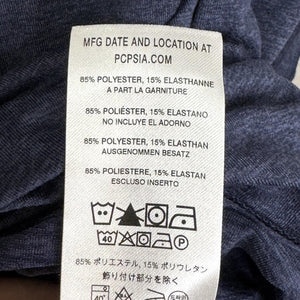 MFG DATE AND LOCATION AT
PCPSIA.COM
85% POLYESTER, 15% ELASTHANNE
A PART LA GARNITURE
85% POLIÉSTER, 15% ELASTANO
NO INCLUYE EL ADORNO
85% POLYESTER, 15% ELASTHAN
AUSGENOMMEN BESATZ
85% POLIESTERE, 15% ELASTAN
ESCLUSO INSERTO
40 P
85% ポリエステル, 15% ポリウレタン
飾り付け部分を除く
40